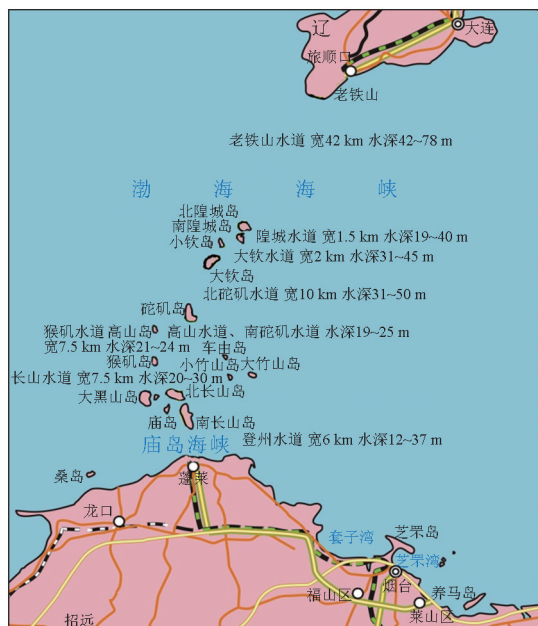 辽
大连
旅顺口
老铁山
老铁山水道 宽42 km 水深42~78 m
渤海海峡
北隍城岛
南隍城岛
小钦岛 隍城水道 宽1.5 km 水深19~40 m
大钦水道 宽2 km 水深31~45 m
大钦岛
北砣矶水道 宽10 km 水深31~50 m
砣矶岛
猴矶水道 高山岛 高山水道、南砣矶水道 水深19~25 m
宽7.5 km 水深21~24 m 车由岛
猴矶岛 小竹山岛 大竹山岛
长山水道 宽7.5 km 水深20~30 m
大黑山岛 北长山岛
庙岛 南长山岛
庙岛海峡 登州水道 宽6 km 水深12~37 m
桑岛 蓬莱
龙口
套子湾 芝罘岛
芝罘湾
烟台
福山区 养马岛
招远 莱山区